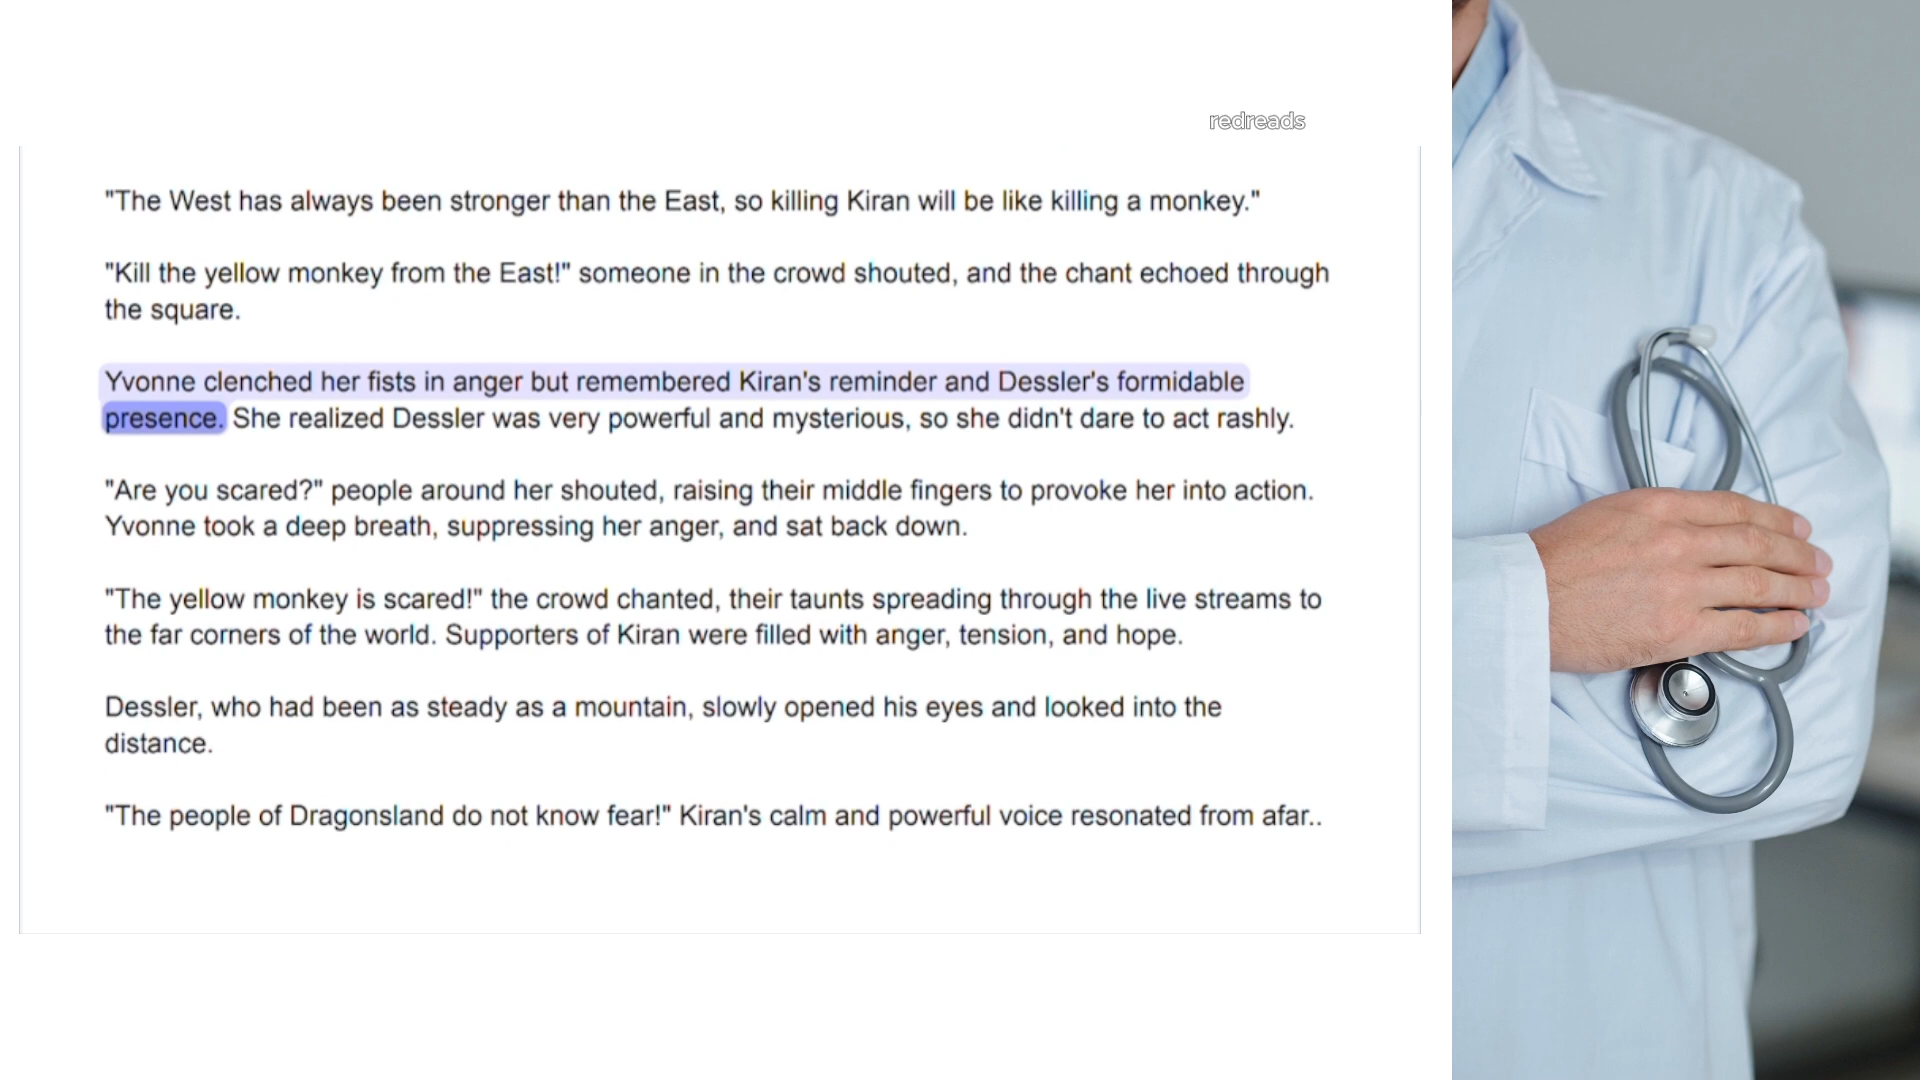 redreads
"The West has always been stronger than the East, so killing Kiran will be like killing a monkey."
"Kill the yellow monkey from the East!" someone in the crowd shouted, and the chant echoed through
the square.
Yvonne clenched her fists in anger but remembered Kiran's reminder and Dessler's formidable
presence. She realized Dessler was very powerful and mysterious, so she didn't dare to act rashly.
"Are you scared?" people around her shouted, raising their middle fingers to provoke her into action.
Yvonne took a deep breath, suppressing her anger, and sat back down.
"The yellow monkey is scared!" the crowd chanted, their taunts spreading through the live streams to
the far corners of the world. Supporters of Kiran were filled with anger, tension, and hope.
Dessler, who had been as steady as a mountain, slowly opened his eyes and looked into the
distance.
"The people of Dragonsland do not know fear!" Kiran's calm and powerful voice resonated from afar..